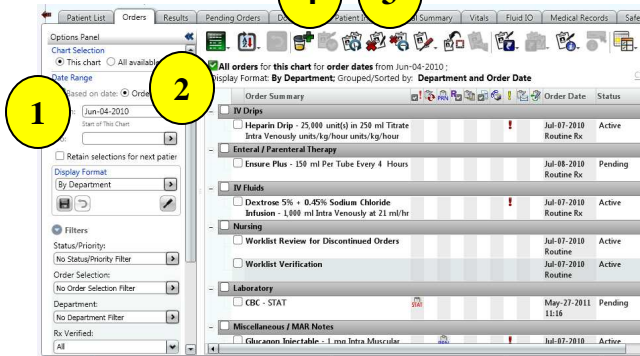 4
Patient List Orders Results Pending Orders Patient In Summary Vitals Fluid IO Medical Records Safe
Options Panel
Chart Selection
This chart All availabl
Date Range
Based on date: Orde
Jun-04-2010
Start of This Chart
Retain selections for next patier
Display Format
By Department
Filters
Status/Priority:
No Status/Priority Filter
Order Selection:
No Order Selection Filter
Department:
No Department Filter
Rx Verified:
All
1
2
All orders for this chart for order dates from Jun-04-2010 ;
Display Format: By Department; Grouped/Sorted by: Department and Order Date
Order Summary Order Date Status
IV Drips
Heparin Drip - 25,000 unit(s) in 250 ml Titrate Jul-07-2010 Active
Intra Venously units/kg/hour units/kg/hour Routine Rx
Enteral / Parenteral Therapy
Ensure Plus - 150 ml Per Tube Every 4 Hours Jul-08-2010 Pending
Routine Rx
IV Fluids
Dextrose 5% + 0.45% Sodium Chloride Jul-07-2010 Active
Infusion - 1,000 ml Intra Venously at 21 ml/hr Routine Rx
Nursing
Worklist Review for Discontinued Orders Jul-07-2010 Active
Routine
Worklist Verification Jul-07-2010 Active
Routine
Laboratory
CBC - STAT STAT May-27-2011 Pending
11:16
Miscellaneous / MAR Notes
Glucagon Injectable - 1 mg Intra Muscular Jul-07-2010 Active